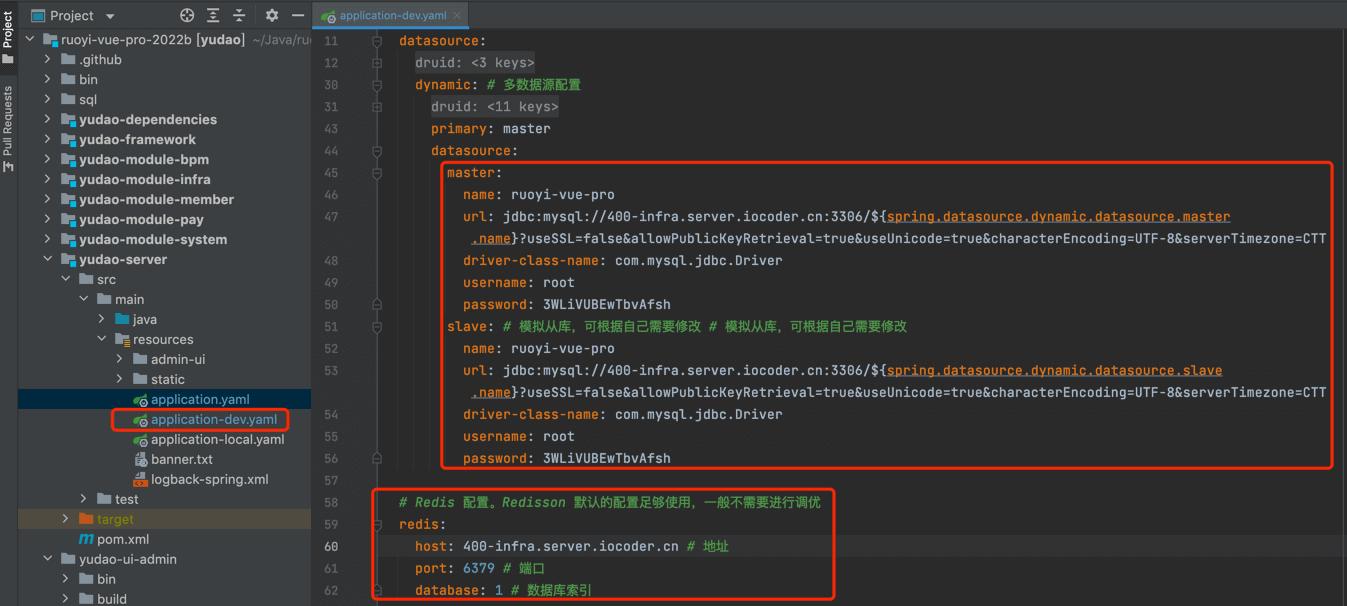 Project
Pull Requests
Project
ruoyi-vue-pro-2022b [yudao] ~/Java/ruo
.github
bin
sql
yudao-dependencies
yudao-framework
yudao-module-bpm
yudao-module-infra
yudao-module-member
yudao-module-pay
yudao-module-system
yudao-server
src
main
java
resources
admin-ui
static
application.yaml
application-dev.yaml
application-local.yaml
banner.txt
logback-spring.xml
test
target
pom.xml
yudao-ui-admin
bin
build
application-dev.yaml
11 datasource:
12 druid: <3 keys>
30 dynamic: # 多数据源配置
31 druid: <11 keys>
43 primary: master
44 datasource:
45 master:
46 name: ruoyi-vue-pro
47 url: jdbc:mysql://400-infra.server.iocoder.cn:3306/${spring.datasource.dynamic.datasource.master
.name}?useSSL=false&allowPublicKeyRetrieval=true&useUnicode=true&characterEncoding=UTF-8&serverTimezone=CTT
48 driver-class-name: com.mysql.jdbc.Driver
49 username: root
50 password: 3WLiVUBEwTbvAfsh
51 slave: # 模拟从库，可根据自己需要修改 # 模拟从库，可根据自己需要修改
52 name: ruoyi-vue-pro
53 url: jdbc:mysql://400-infra.server.iocoder.cn:3306/${spring.datasource.dynamic.datasource.slave
.name}?useSSL=false&allowPublicKeyRetrieval=true&useUnicode=true&characterEncoding=UTF-8&serverTimezone=CTT
54 driver-class-name: com.mysql.jdbc.Driver
55 username: root
56 password: 3WLiVUBEwTbvAfsh
57
58 # Redis 配置。Redisson 默认的配置足够使用，一般不需要进行调优
59 redis:
60 host: 400-infra.server.iocoder.cn # 地址
61 port: 6379 # 端口
62 database: 1 # 数据库索引